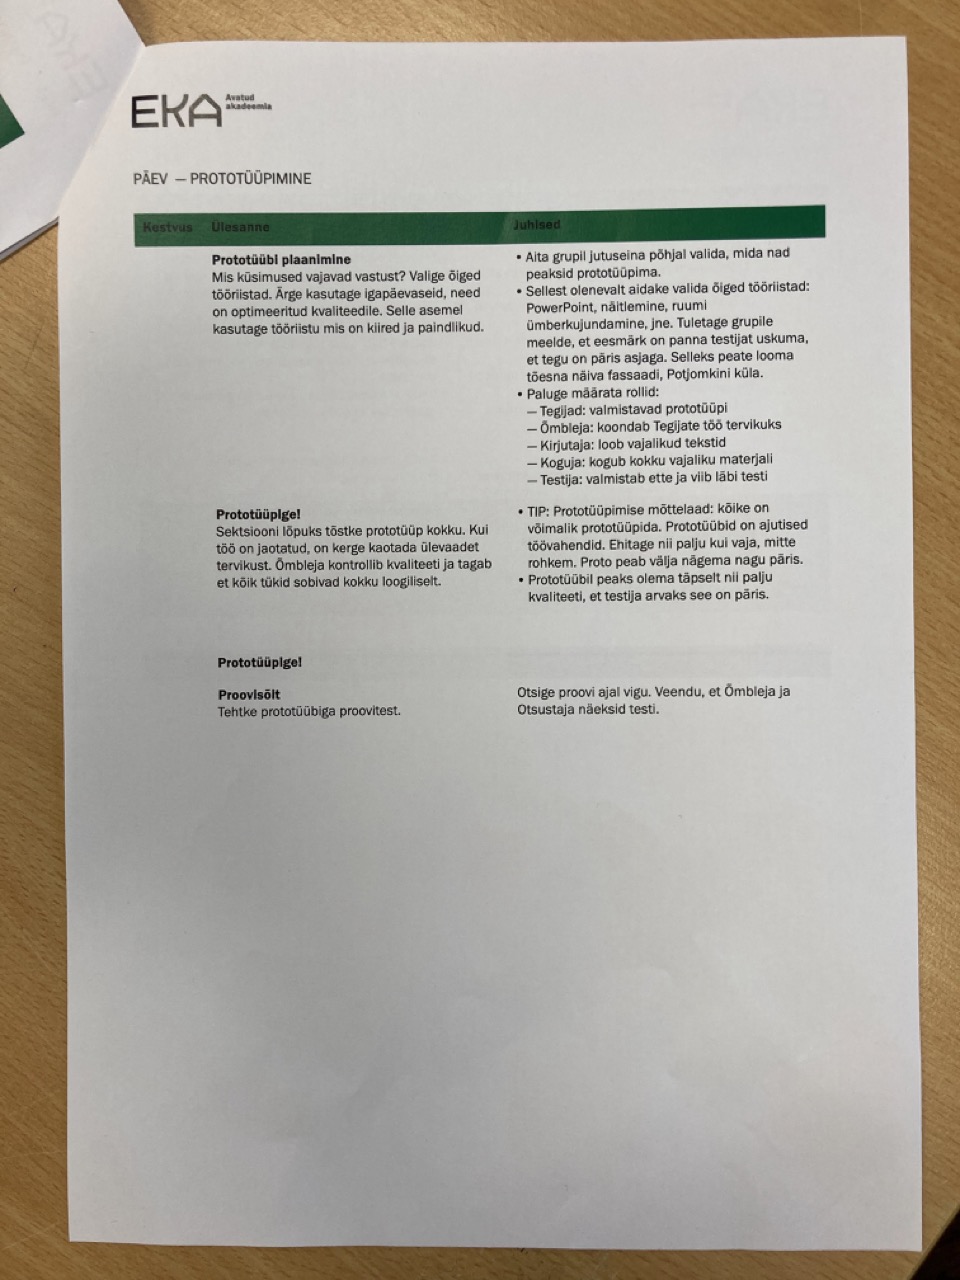 EKA Avatud
akadeemia
PÄEV — PROTOTÜÜPIMINE
Kestvus Ülesanne Juhised
Prototüübi plaanimine
Mis küsimused vajavad vastust? Valige õiged
tööriistad. Ärge kasutage igapäevaseid, need
on optimeeritud kvaliteedile. Selle asemel
kasutage tööriistu mis on kiired ja paindlikud.
• Aita grupil jutuseina põhjal valida, mida nad
peaksid prototüüpima.
• Sellest olenevalt aidake valida õiged tööriistad:
PowerPoint, näitlemine, ruumi
ümberkujundamine, jne. Tuletage grupile
meelde, et eesmärk on panna testijat uskuma,
et tegu on päris asjaga. Selleks peate looma
tõesna näiva fassaadi, Potjomkini küla.
• Paluge määrata rollid:
— Tegijad: valmistavad prototüüpi
— Õmbleja: koondab Tegijate töö tervikuks
— Kirjutaja: loob vajalikud tekstid
— Koguja: kogub kokku vajaliku materjali
— Testija: valmistab ette ja viib läbi testi
Prototüüpige!
Sektsiooni lõpuks tõstke prototüüp kokku. Kui
töö on jaotatud, on kerge kaotada ülevaadet
tervikust. Õmbleja kontrollib kvaliteeti ja tagab
et kõik tükid sobivad kokku loogiliselt.
• TIP: Prototüüpimise mõttelaad: kõike on
võimalik prototüüpida. Prototüübid on ajutised
töövahendid. Ehitage nii palju kui vaja, mitte
rohkem. Proto peab välja nägema nagu päris.
• Prototüübil peaks olema täpselt nii palju
kvaliteeti, et testija arvaks see on päris.
Prototüüpige!
Proovisõit
Tehtke prototüübiga proovitest.
Otsige proovi ajal vigu. Veendu, et Õmbleja ja
Otsustaja näeksid testi.